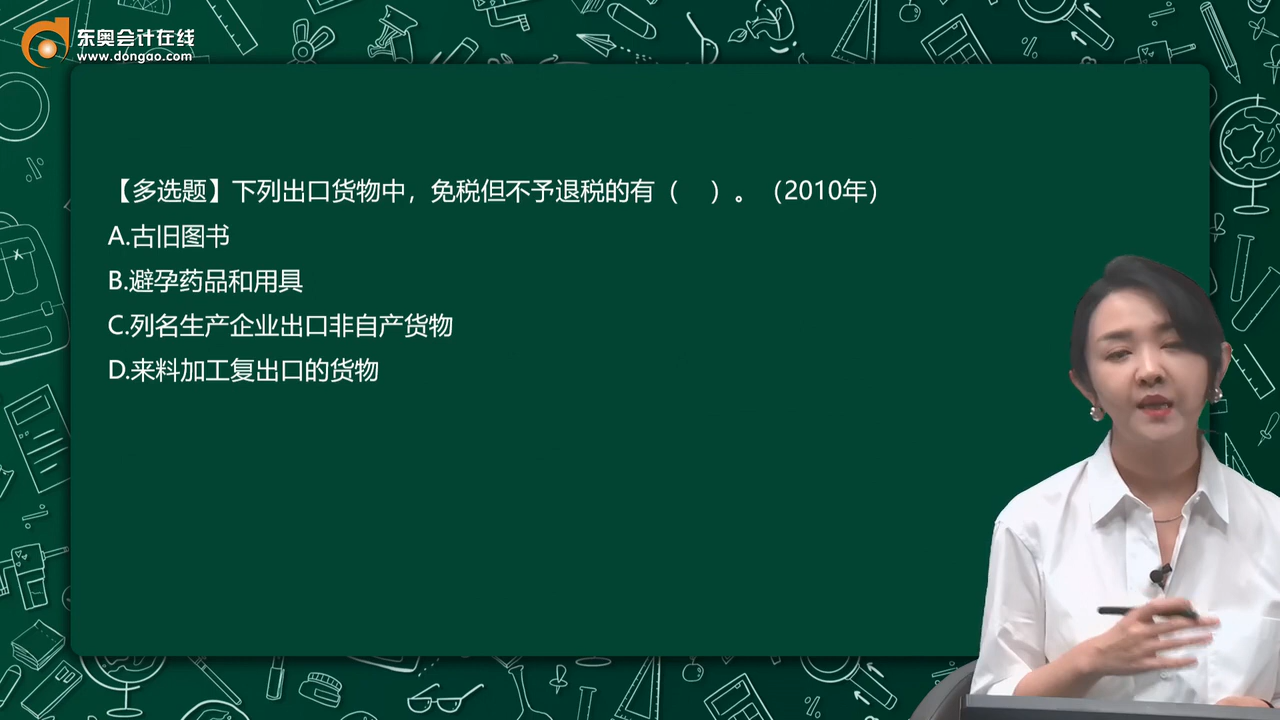 东奥会计在线
www.dongao.com
【多选题】下列出口货物中，免税但不予退税的有（　）。（2010年）
A.古旧图书
B.避孕药品和用具
C.列名生产企业出口非自产货物
D.来料加工复出口的货物